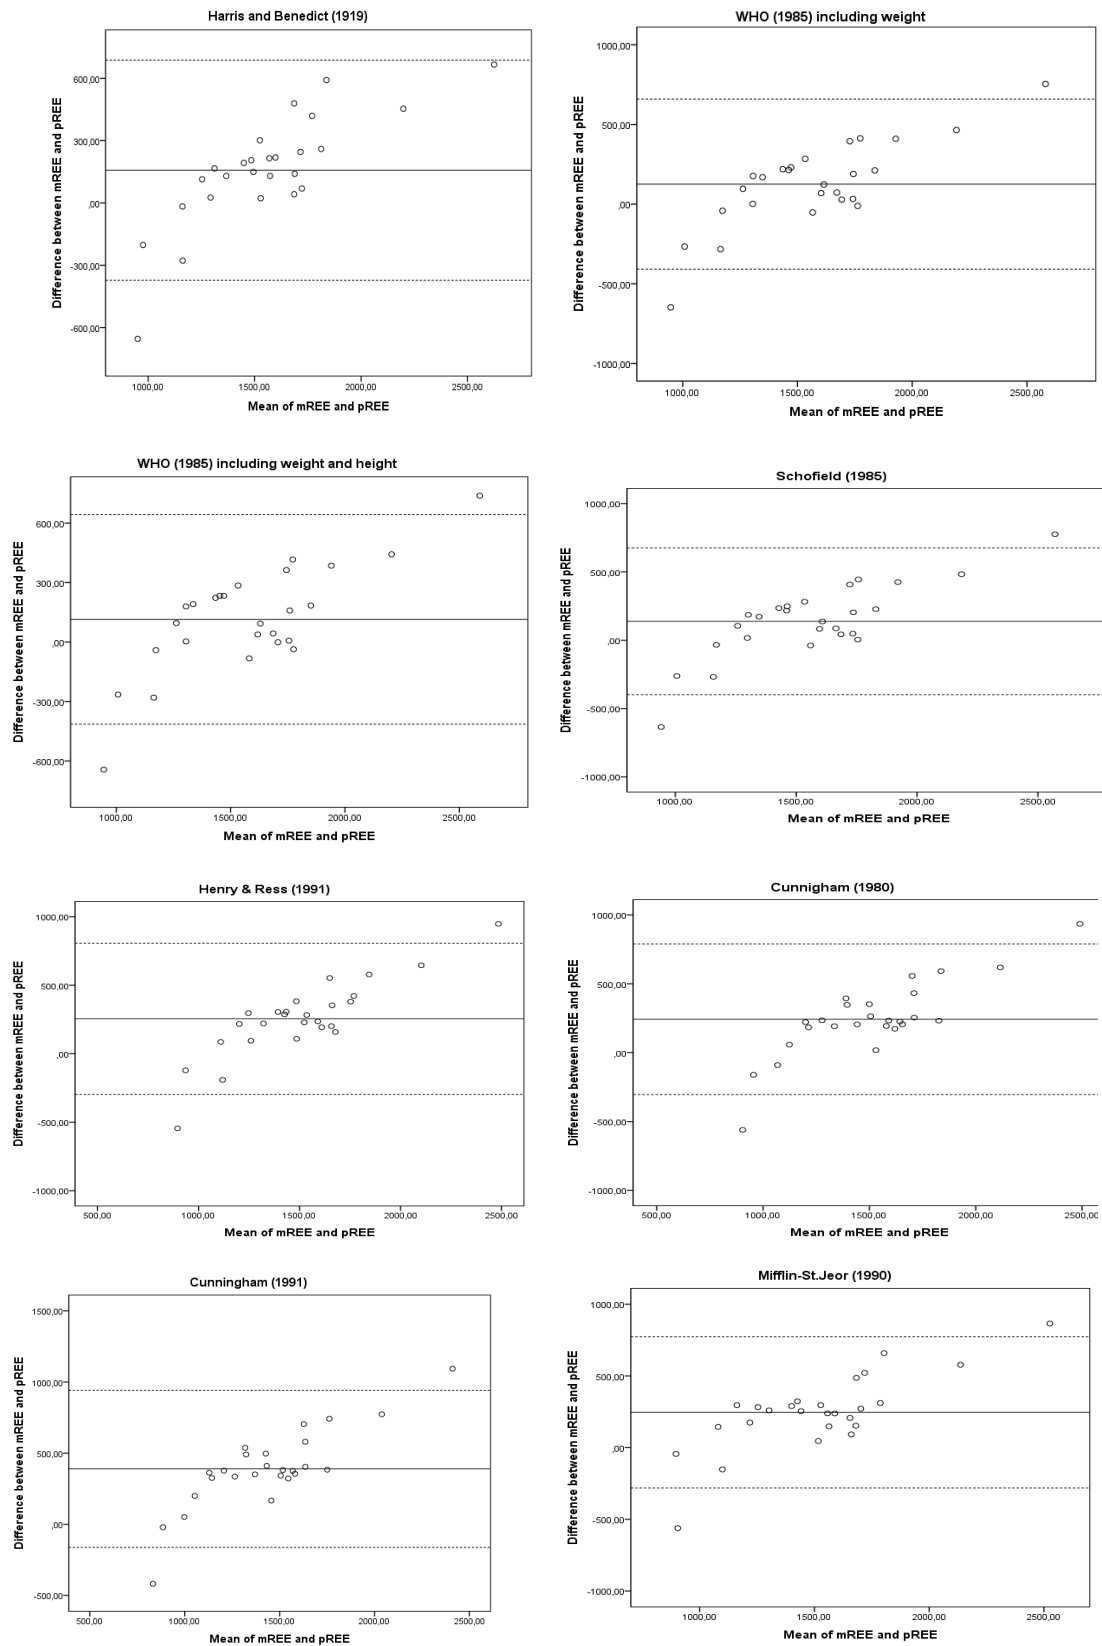 Harris and Benedict (1919)
600,00
300,00
,00
-300,00
-600,00
Difference between mREE and pREE
1000,00 1500,00 2000,00 2500,00
Mean of mREE and pREE
WHO (1985) including weight
1000,00
500,00
,00
-500,00
-1000,00
Difference between mREE and pREE
1000,00 1500,00 2000,00 2500,00
Mean of mREE and pREE
WHO (1985) including weight and height
600,00
300,00
,00
-300,00
-600,00
Difference between mREE and pREE
1000,00 1500,00 2000,00 2500,00
Mean of mREE and pREE
Schofield (1985)
1000,00
500,00
,00
-500,00
-1000,00
Difference between mREE and pREE
1000,00 1500,00 2000,00 2500,00
Mean of mREE and pREE
Henry & Ress (1991)
1000,00
500,00
,00
-500,00
-1000,00
Difference between mREE and pREE
500,00 1000,00 1500,00 2000,00 2500,00
Mean of mREE and pREE
Cunnigham (1980)
1000,00
500,00
,00
-500,00
-1000,00
Difference between mREE and pREE
500,00 1000,00 1500,00 2000,00 2500,00
Mean of mREE and pREE
Cunningham (1991)
1500,00
1000,00
500,00
,00
-500,00
Difference between mREE and pREE
500,00 1000,00 1500,00 2000,00 2500,00
Mean of mREE and pREE
Mifflin-St.Jeor (1990)
1000,00
500,00
,00
-500,00
-1000,00
Difference between mREE and pREE
1000,00 1500,00 2000,00 2500,00
Mean of mREE and pREE